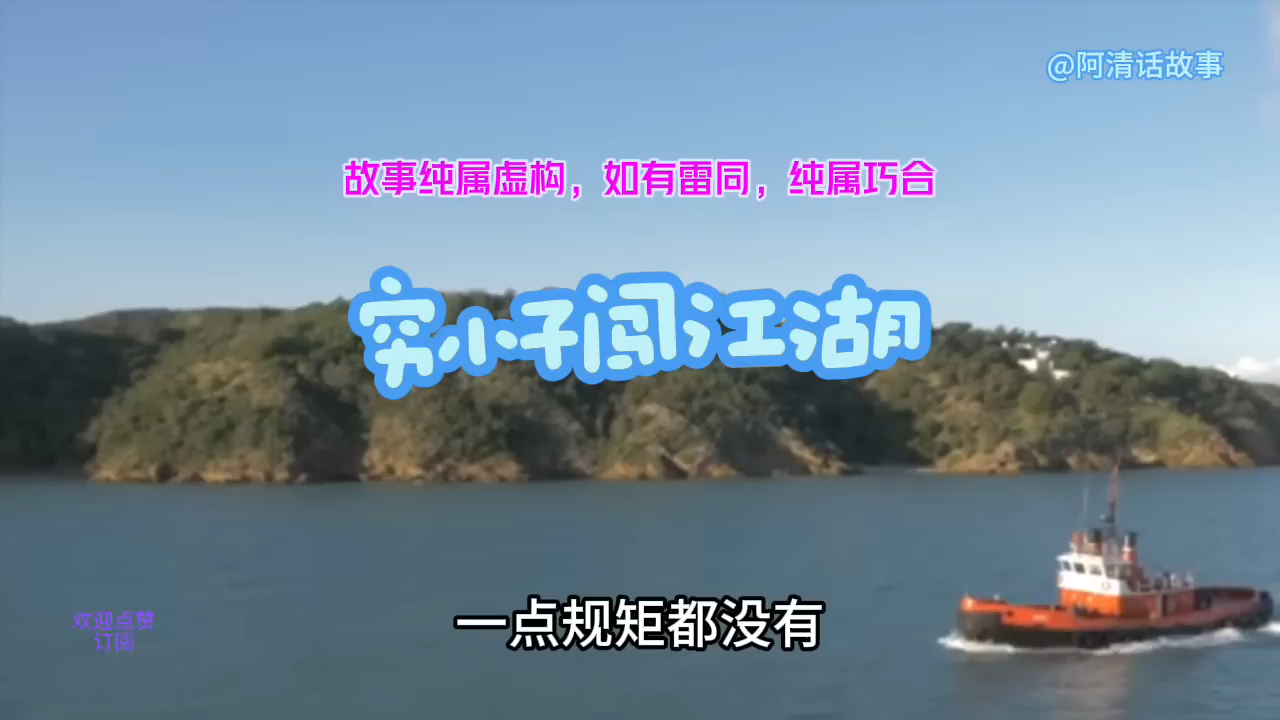 @阿清话故事
故事纯属虚构，如有雷同，纯属巧合
穷小子闯江湖
欢迎点赞
订阅
一点规矩都没有